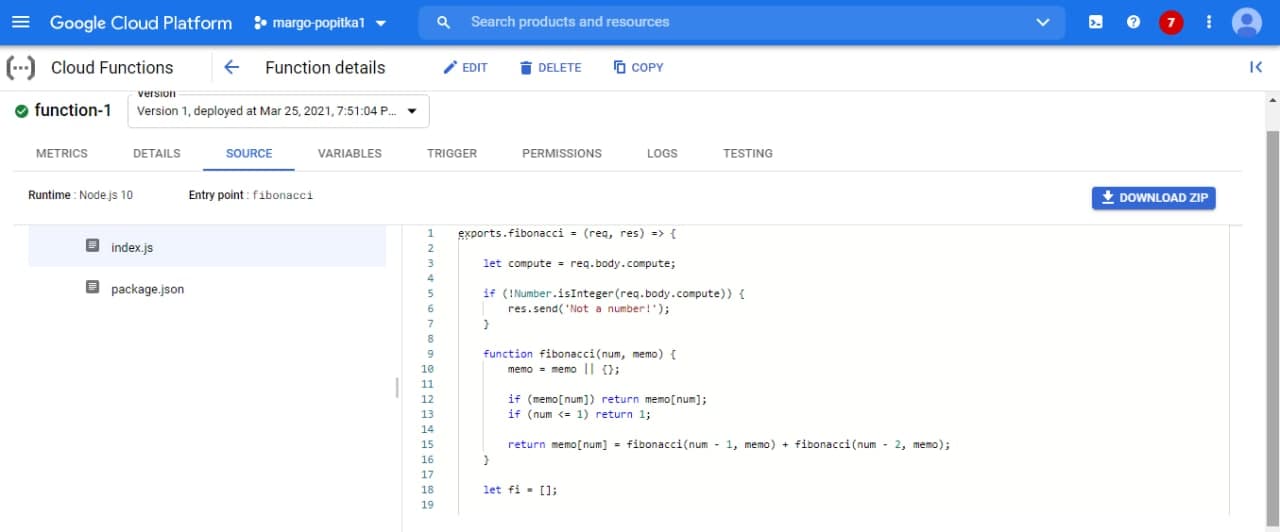 Google Cloud Platform margo-popitka1 Search products and resources 7
Cloud Functions Function details EDIT DELETE COPY
Version
function-1 Version 1, deployed at Mar 25, 2021, 7:51:04 P...
METRICS DETAILS SOURCE VARIABLES TRIGGER PERMISSIONS LOGS TESTING
Runtime : Node.js 10 Entry point : fibonacci DOWNLOAD ZIP
index.js
package.json
1 exports.fibonacci = (req, res) => {
2
3 let compute = req.body.compute;
4
5 if (!Number.isInteger(req.body.compute)) {
6 res.send('Not a number!');
7 }
8
9 function fibonacci(num, memo) {
10 memo = memo || {};
11
12 if (memo[num]) return memo[num];
13 if (num <= 1) return 1;
14
15 return memo[num] = fibonacci(num - 1, memo) + fibonacci(num - 2, memo);
16 }
17
18 let fi = [];
19